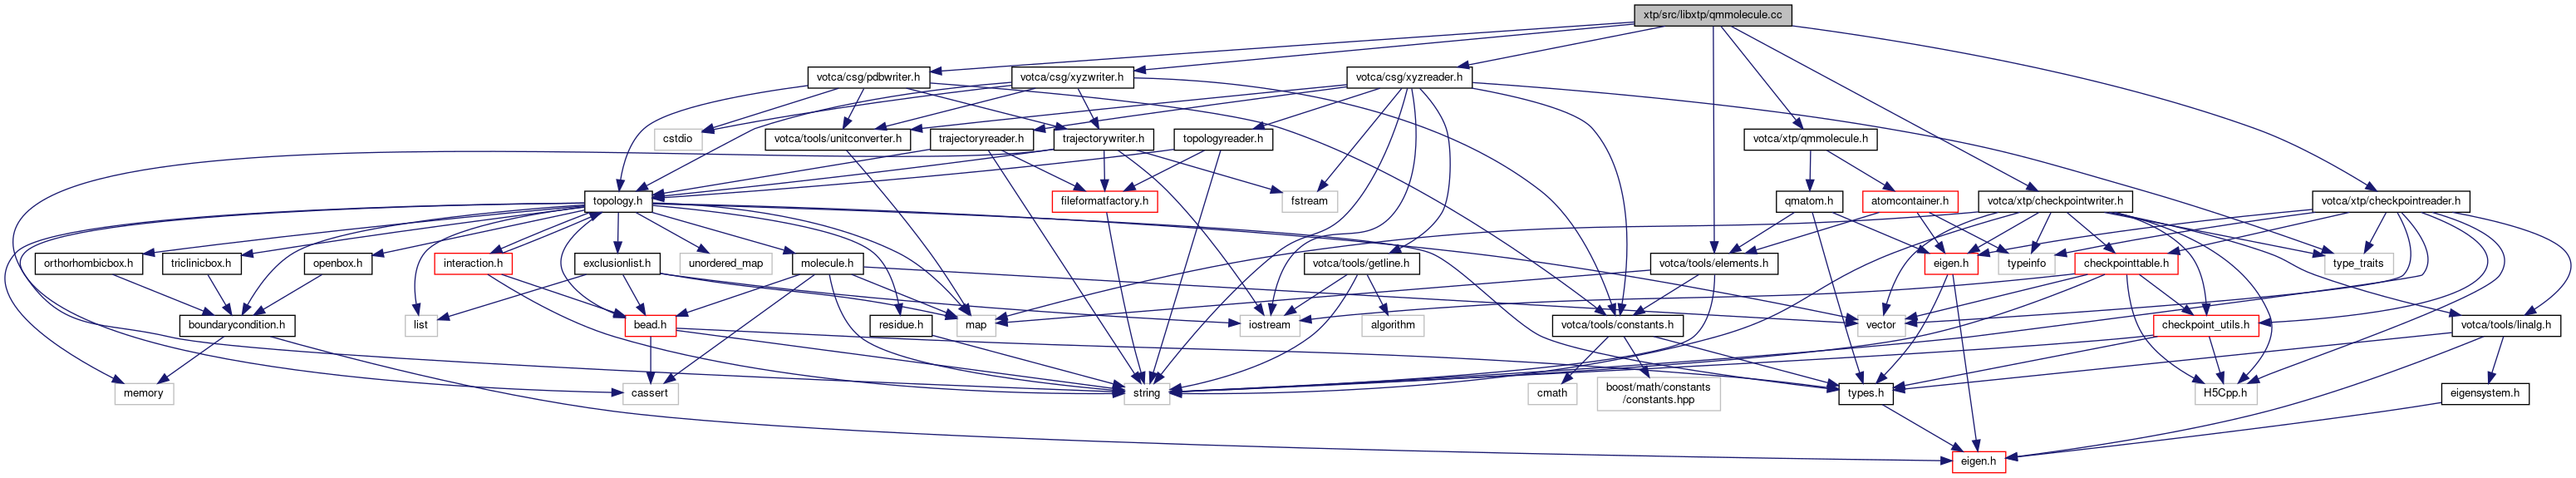 xtp/src/libxtp/qmmolecule.cc
votca/csg/pdbwriter.h
votca/csg/xyzwriter.h
votca/csg/xyzreader.h
cstdio
votca/tools/unitconverter.h
trajectoryreader.h
trajectorywriter.h
topologyreader.h
votca/xtp/qmmolecule.h
topology.h
fileformatfactory.h
fstream
qmatom.h
atomcontainer.h
votca/xtp/checkpointwriter.h
votca/xtp/checkpointreader.h
orthorhombicbox.h
triclinicbox.h
openbox.h
interaction.h
exclusionlist.h
unordered_map
molecule.h
votca/tools/getline.h
votca/tools/elements.h
eigen.h
typeinfo
checkpointtable.h
type_traits
boundarycondition.h
list
bead.h
residue.h
map
iostream
algorithm
votca/tools/constants.h
vector
checkpoint_utils.h
votca/tools/linalg.h
memory
cassert
string
cmath
boost/math/constants
/constants.hpp
types.h
H5Cpp.h
eigensystem.h
eigen.h